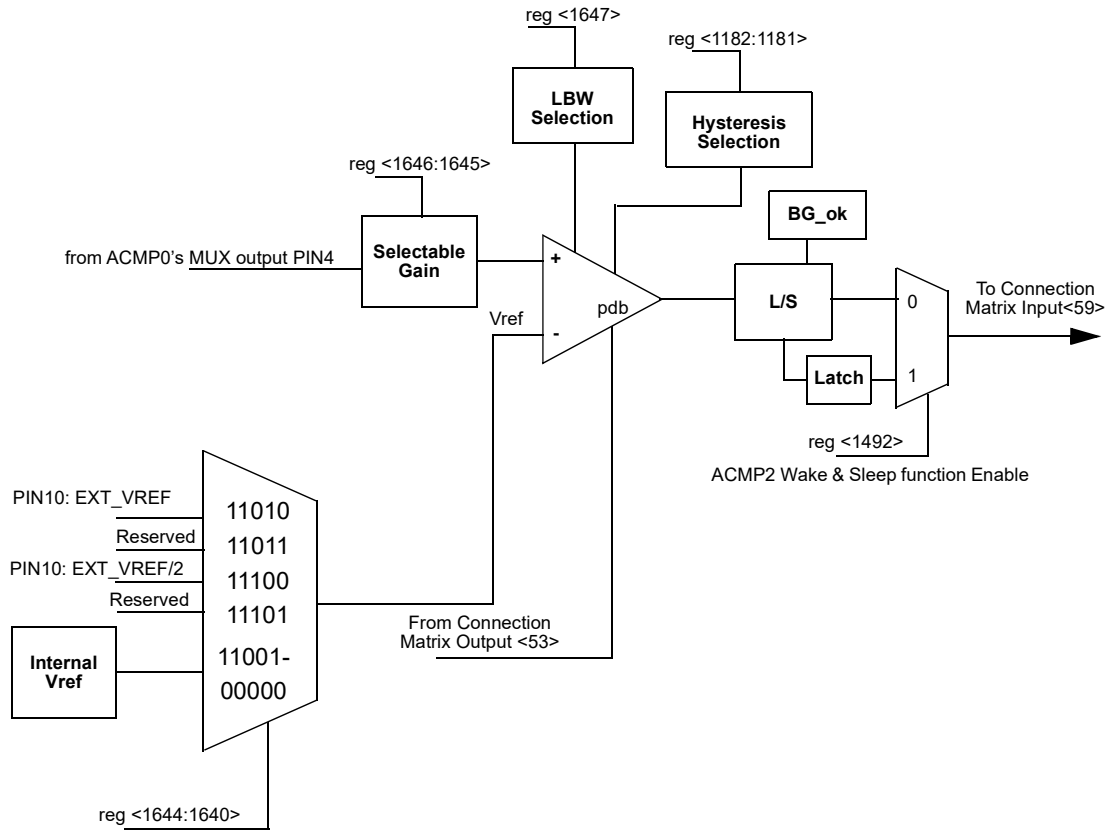 reg <1647>
reg <1182:1181>
LBW
Selection
Hysteresis
Selection
reg <1646:1645>
BG_ok
Selectable
Gain
from ACMP0's MUX output PIN4
+
L/S
0
To Connection
Matrix Input<59>
pdb
Vref
-
Latch
1
reg <1492>
ACMP2 Wake & Sleep function Enable
PIN10: EXT_VREF
11010
Reserved
11011
PIN10: EXT_VREF/2
11100
Reserved
11101
From Connection
Matrix Output <53>
Internal
Vref
11001-
00000
reg <1644:1640>